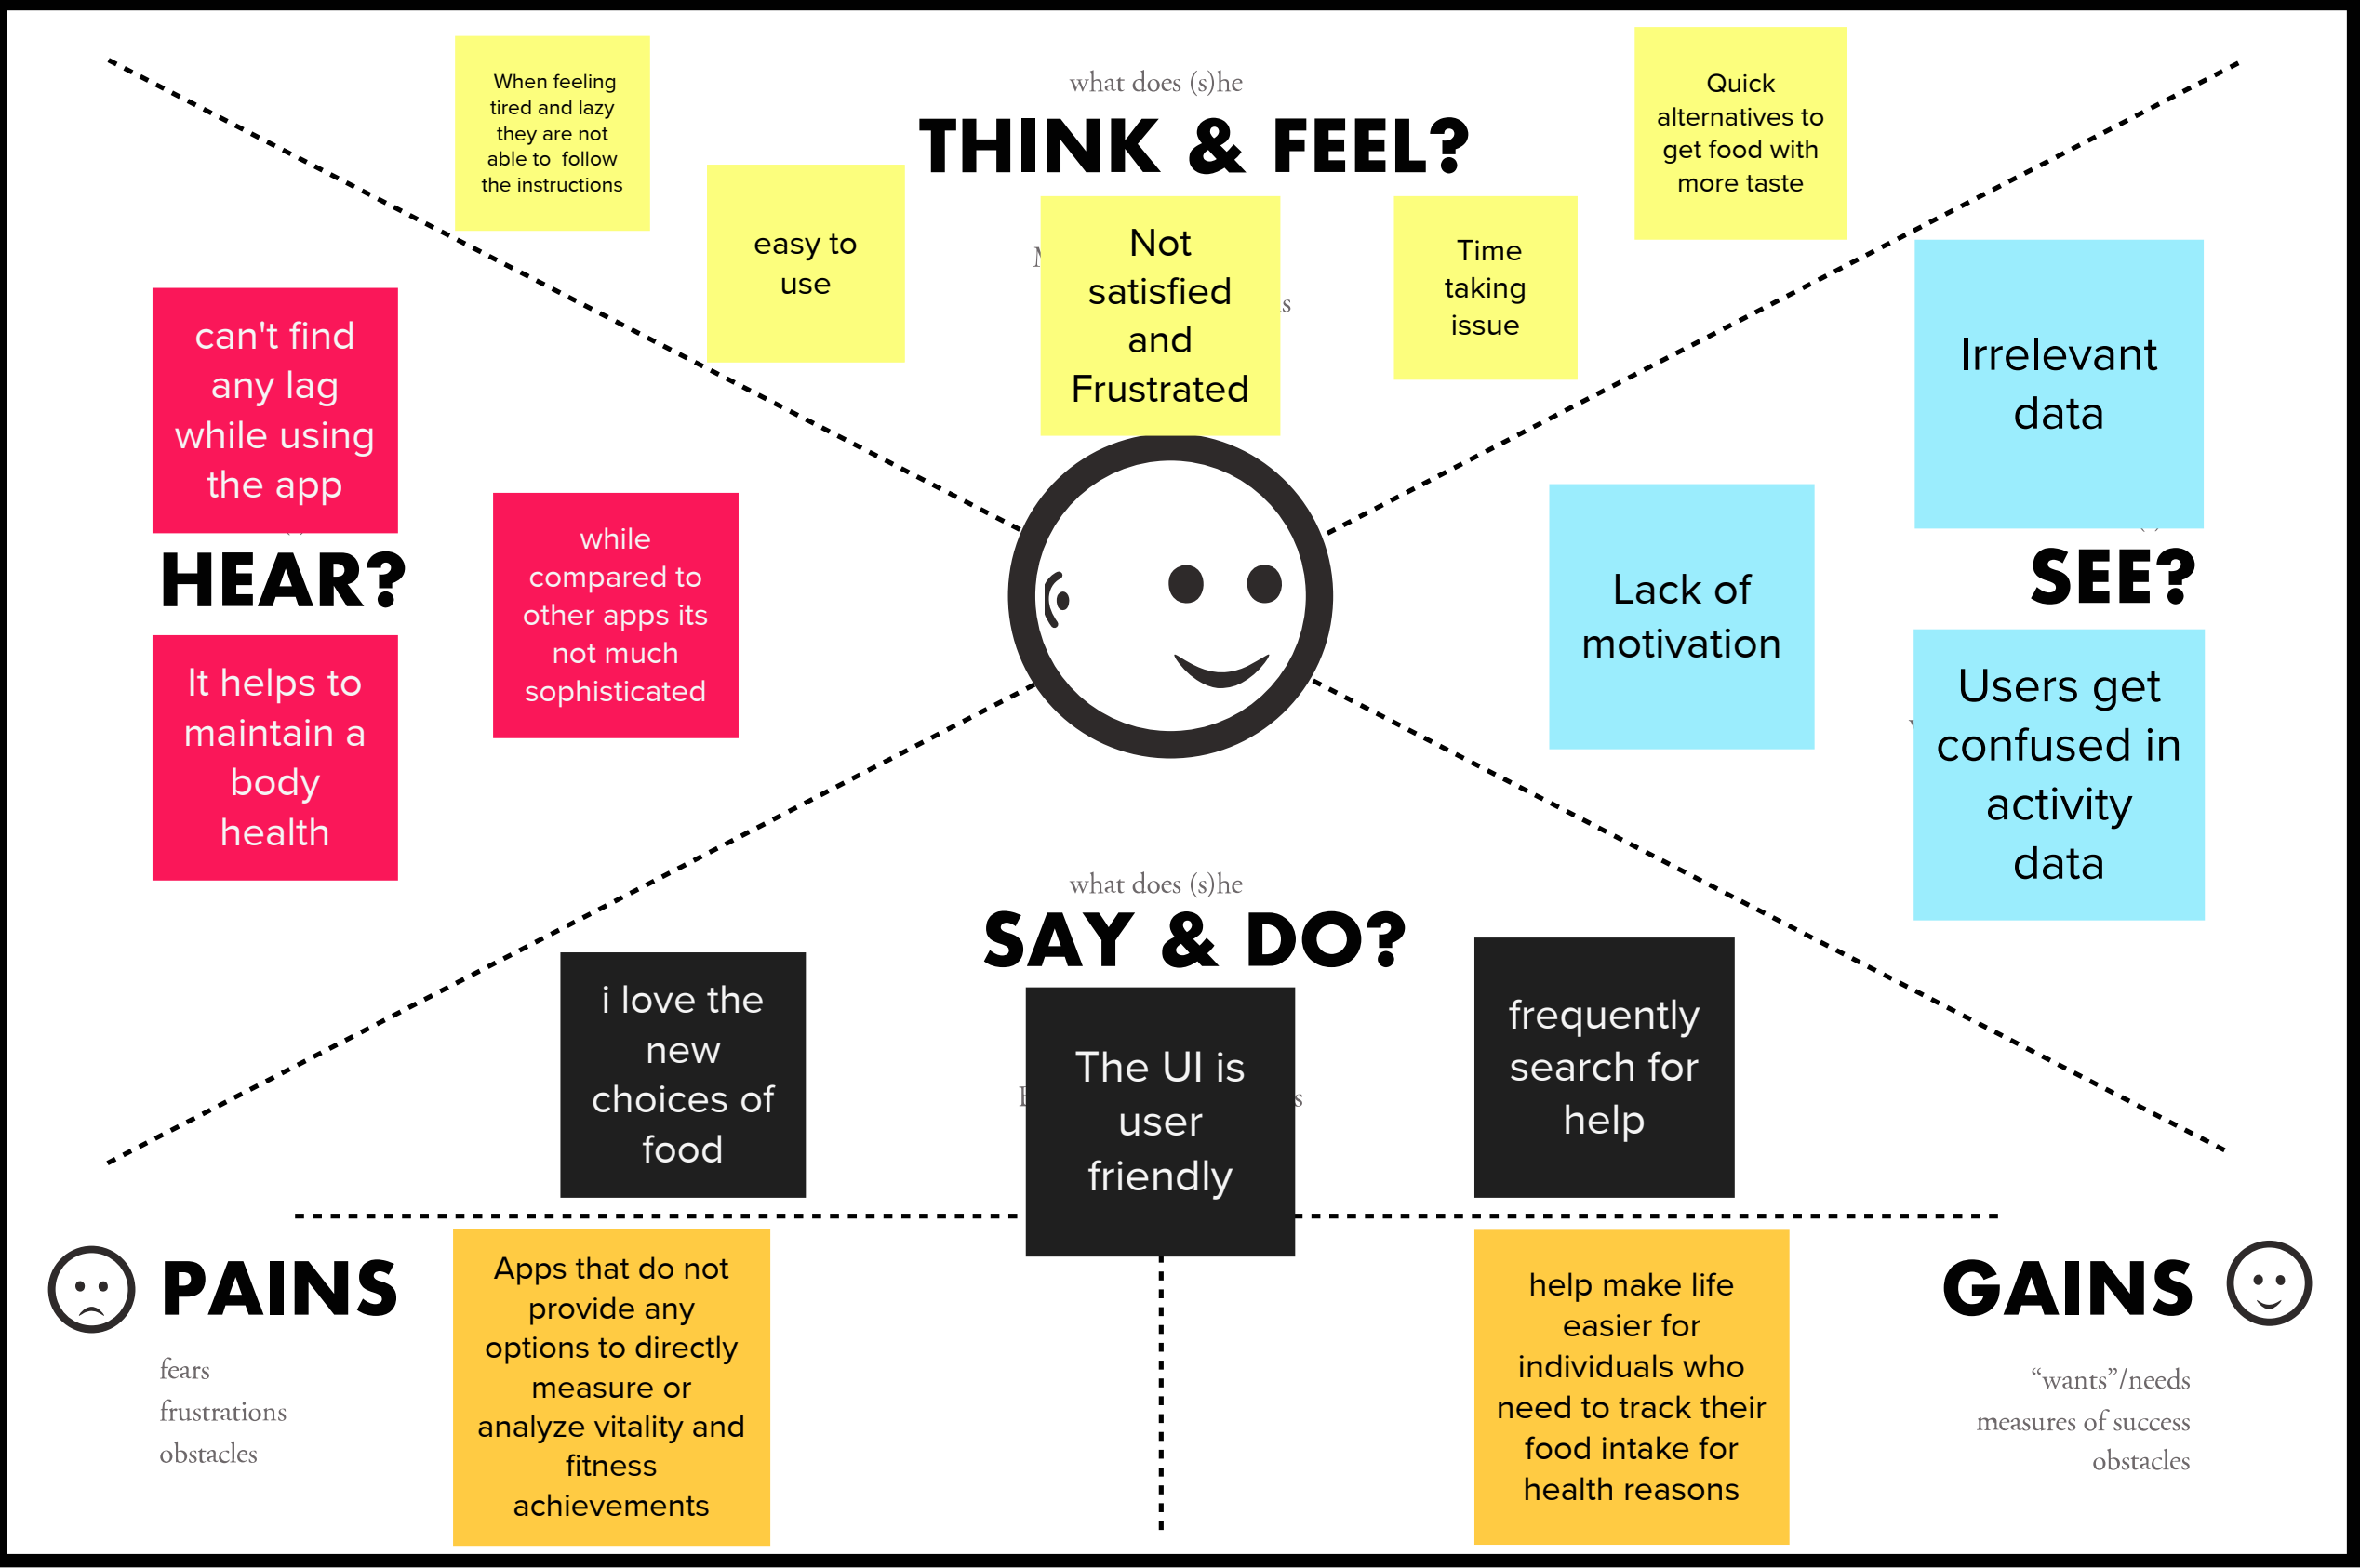 When feeling
tired and lazy
they are not
able to follow
the instructions
easy to
use
what does (s)he
THINK & FEEL?
Not
satisfied
and
Frustrated
Time
taking
issue
Quick
alternatives to
get food with
more taste
can't find
any lag
while using
the app
HEAR?
It helps to
maintain a
body
health
while
compared to
other apps its
not much
sophisticated
Irrelevant
data
Lack of
motivation
SEE?
Users get
confused in
activity
data
what does (s)he
SAY & DO?
i love the
new
choices of
food
The UI is
user
friendly
frequently
search for
help
PAINS
fears
frustrations
obstacles
Apps that do not
provide any
options to directly
measure or
analyze vitality and
fitness
achievements
help make life
easier for
individuals who
need to track their
food intake for
health reasons
GAINS
“wants”/needs
measures of success
obstacles